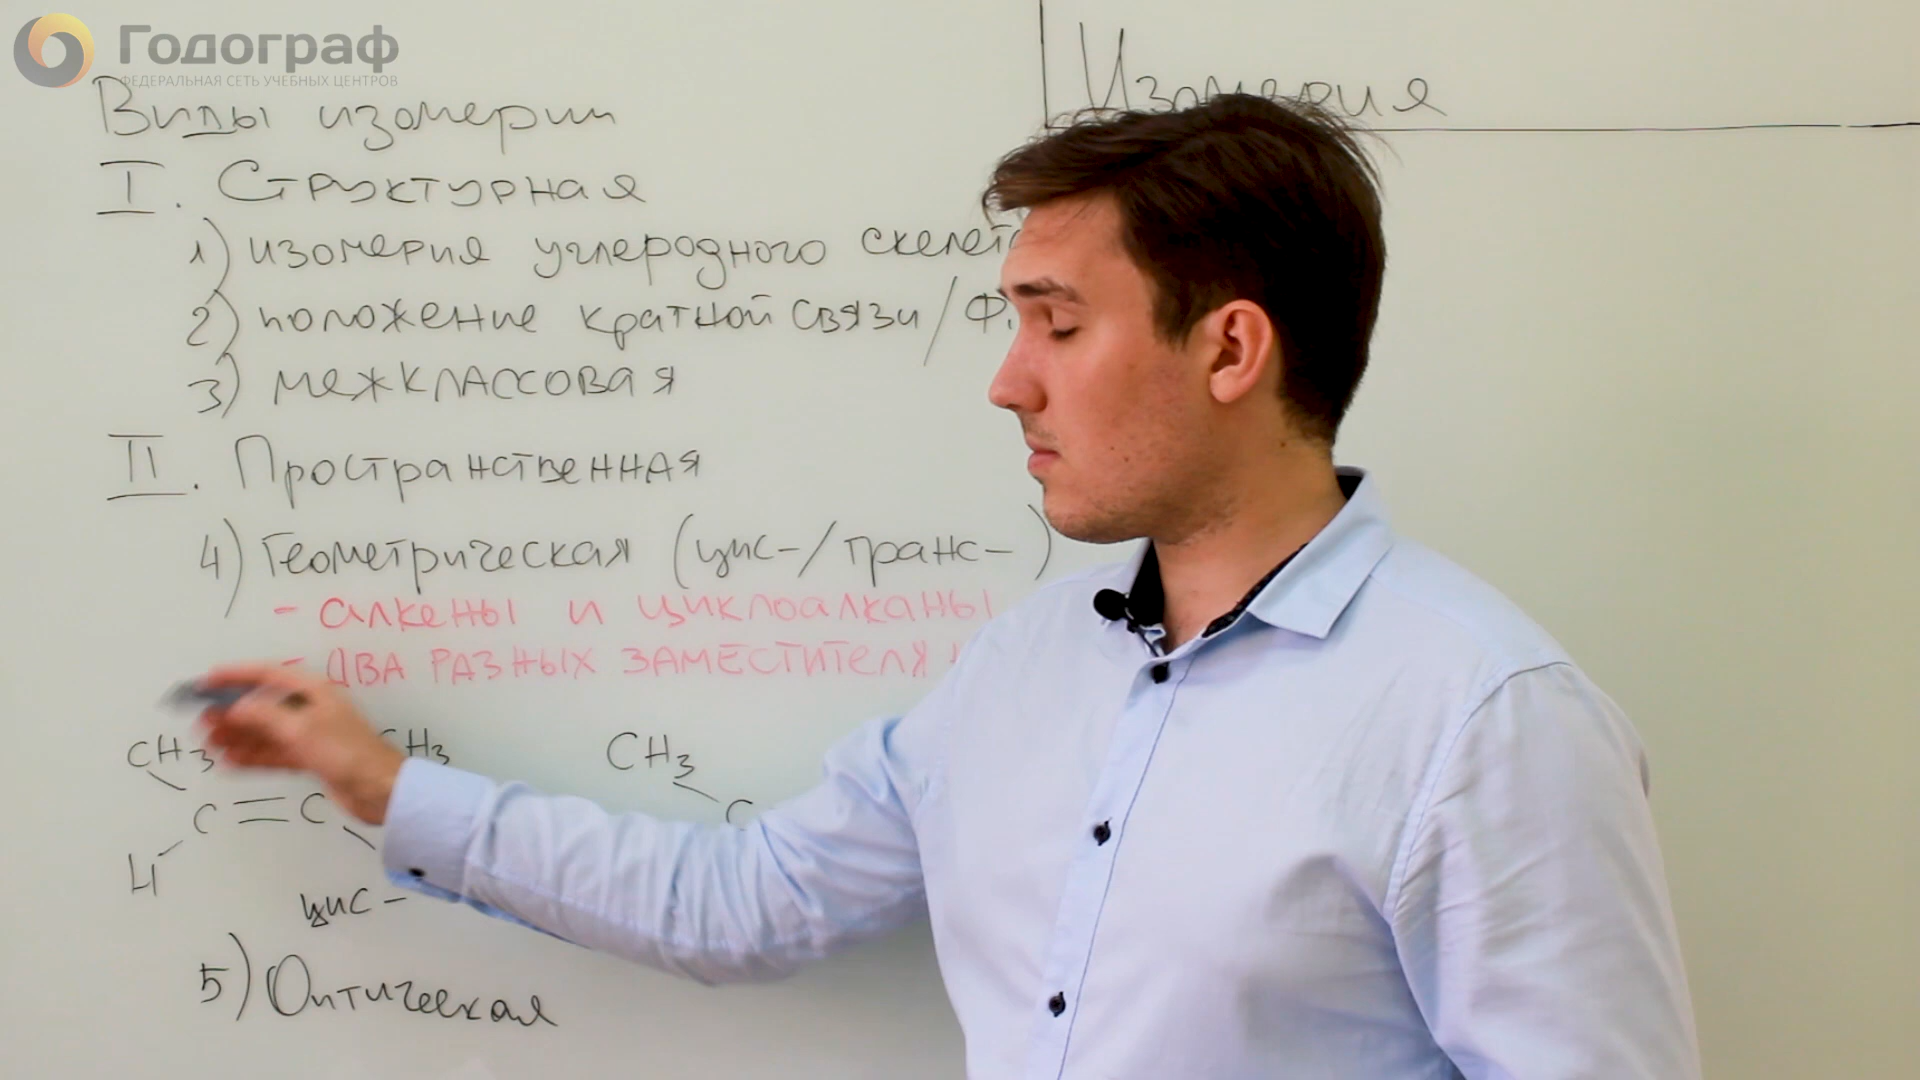 Годограф
ФЕДЕРАЛЬНАЯ СЕТЬ УЧЕБНЫХ ЦЕНТРОВ
Изомерия
Виды изомерии
I. Структурная
1) изомерия углеродного скелета
2) положение кратной связи/Ф.
3) межклассовая
II. Пространственная
4) Геометрическая (цис-/транс-)
- алкены и циклоалканы
- ДВА РАЗНЫХ ЗАМЕСТИТЕЛЯ
CH3 CH3 CH3
C=C C
H
цис-
5) Оптическая